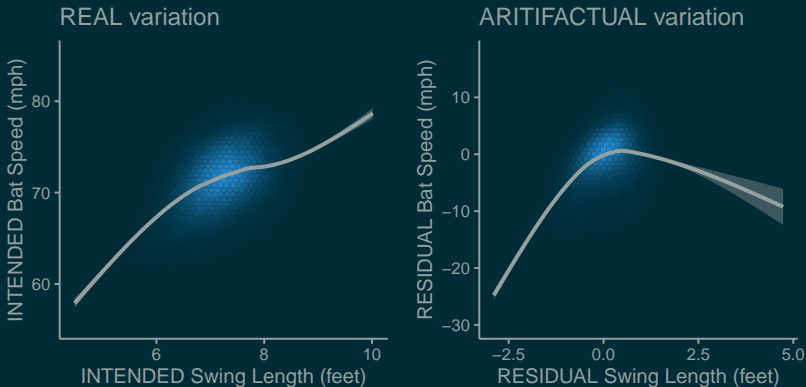 REAL variation
INTENDED Bat Speed (mph)
80
70
60
6
8
10
INTENDED Swing Length (feet)
ARITIFACTUAL variation
RESIDUAL Bat Speed (mph)
10
0
−10
−20
−30
−2.5
0.0
2.5
5.0
RESIDUAL Swing Length (feet)